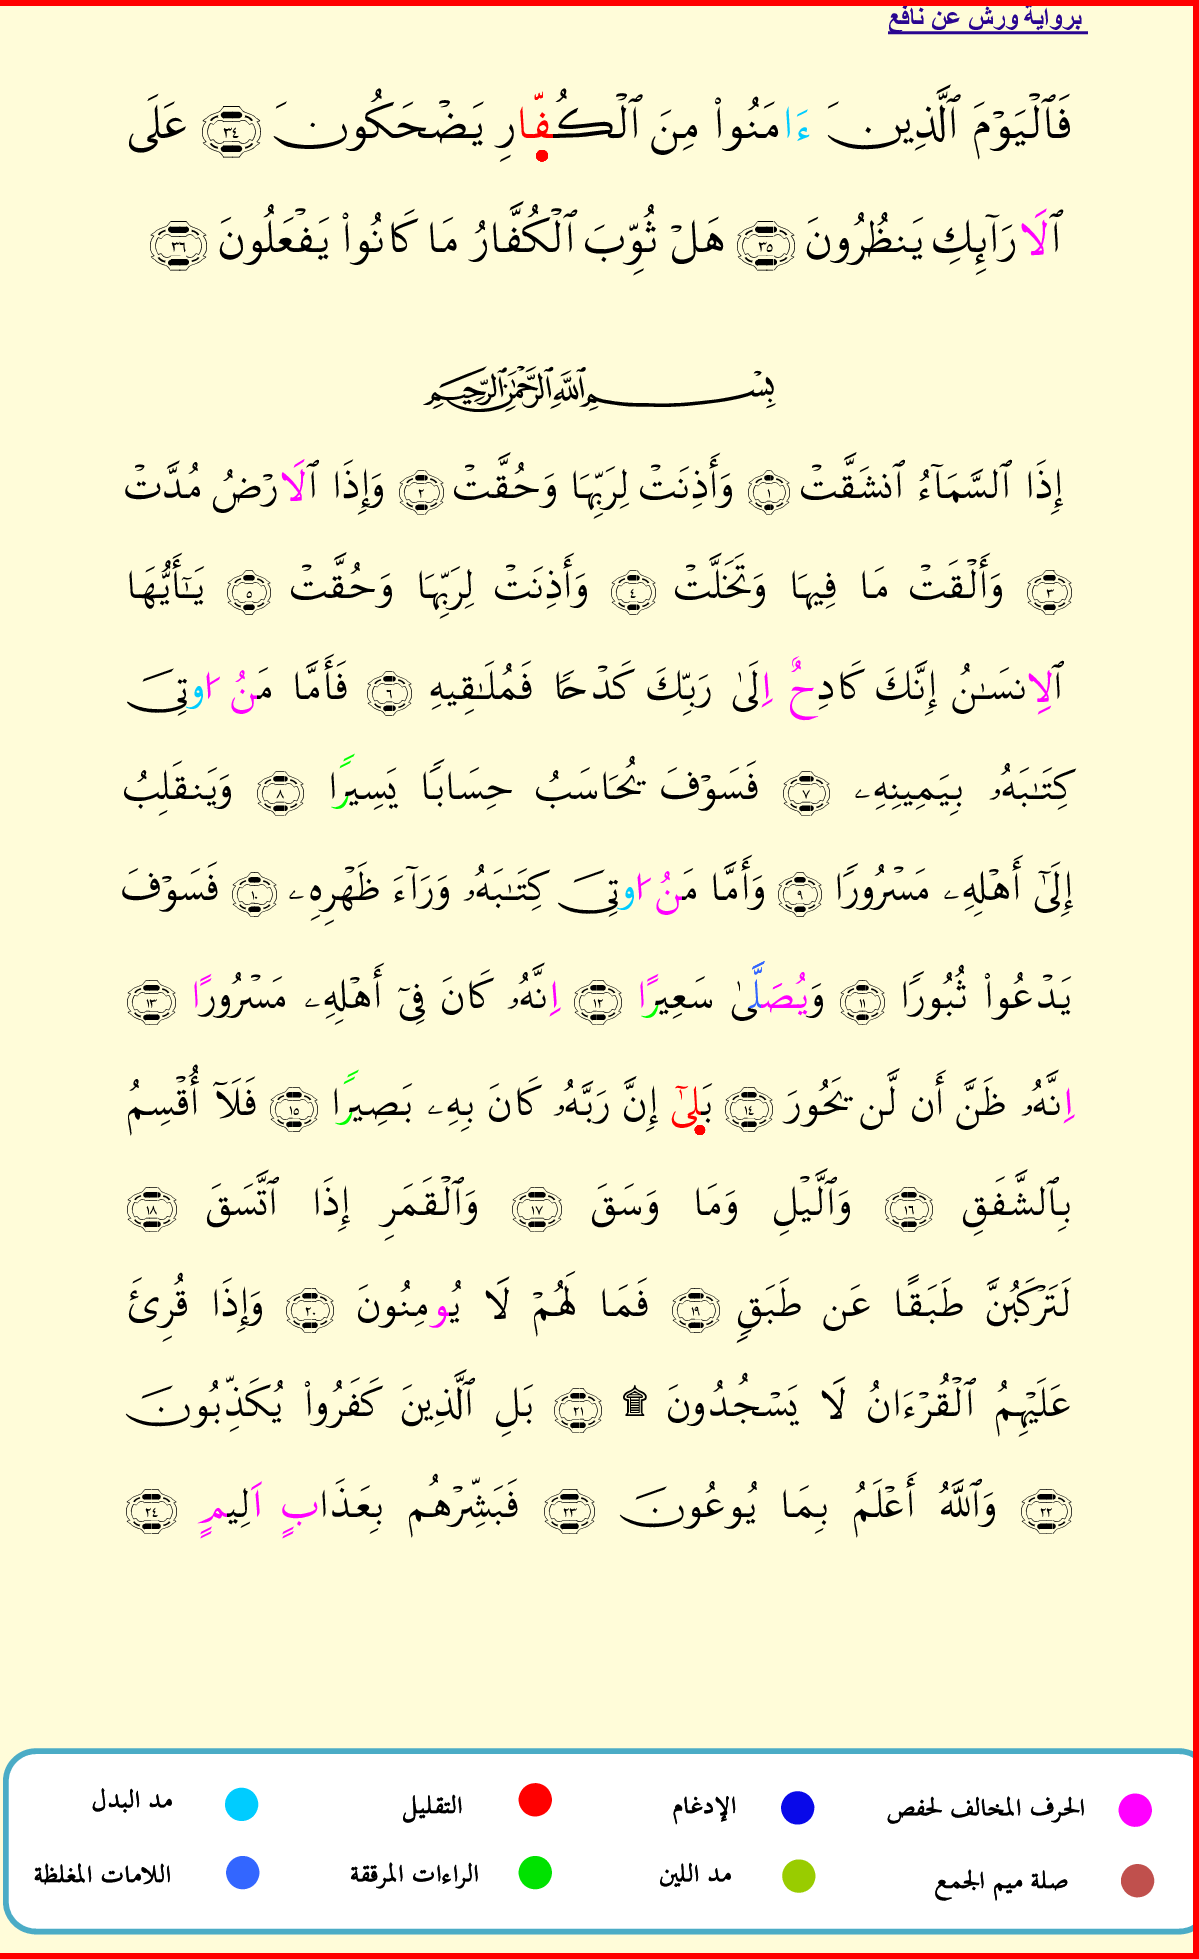 برواية ورش عن نافع
فَٱلْيَوْمَ ٱلَّذِينَ ءَامَنُواْ مِنَ ٱلْكُفّ۪ارِ يَضْحَكُونَ ٣٤ عَلَى
ٱلَارَآئِكِ يَنظُرُونَ ٣٥ هَلْ ثُوِّبَ ٱلْكُفَّارُ مَا كَانُواْ يَفْعَلُونَ ٣٦
بِسْمِ اللَّهِ الرَّحْمَٰنِ الرَّحِيمِ
إِذَا ٱلسَّمَآءُ ٱنشَقَّتْ ١ وَأَذِنَتْ لِرَبِّهَا وَحُقَّتْ ٢ وَإِذَا ٱلَارْضُ مُدَّتْ
٣ وَأَلْقَتْ مَا فِيهَا وَتَخَلَّتْ ٤ وَأَذِنَتْ لِرَبِّهَا وَحُقَّتْ ٥ يَـٰٓأَيُّهَا
ٱلِانسَـٰنُ إِنَّكَ كَادِحٌ اِلَىٰ رَبِّكَ كَدْحًا فَمُلَـٰقِيهِ ٦ فَأَمَّا مَنُ اوتِيَ
كِتَـٰبَهُۥ بِيَمِينِهِۦ ٧ فَسَوْفَ يُحَاسَبُ حِسَابًا يَسِيرًا ٨ وَيَنقَلِبُ
إِلَىٰٓ أَهْلِهِۦ مَسْرُورًا ٩ وَأَمَّا مَنُ اوتِيَ كِتَـٰبَهُۥ وَرَآءَ ظَهْرِهِۦ ١٠ فَسَوْفَ
يَدْعُواْ ثُبُورًا ١١ وَيُصَلَّىٰ سَعِيرًا ١٢ اِنَّهُۥ كَانَ فِىٓ أَهْلِهِۦ مَسْرُورًا ١٣
اِنَّهُۥ ظَنَّ أَن لَّن يَحُورَ ١٤ بَل۪ىٰٓ إِنَّ رَبَّهُۥ كَانَ بِهِۦ بَصِيرًا ١٥ فَلَآ أُقْسِمُ
بِٱلشَّفَقِ ١٦ وَٱلَّيْلِ وَمَا وَسَقَ ١٧ وَٱلْقَمَرِ إِذَا ٱتَّسَقَ ١٨
لَتَرْكَبُنَّ طَبَقًا عَن طَبَقٍ ١٩ فَمَا لَهُمْ لَا يُومِنُونَ ٢٠ وَإِذَا قُرِئَ
عَلَيْهِمُ ٱلْقُرْءَانُ لَا يَسْجُدُونَ ۩ ٢١ بَلِ ٱلَّذِينَ كَفَرُواْ يُكَذِّبُونَ
٢٢ وَٱللَّهُ أَعْلَمُ بِمَا يُوعُونَ ٢٣ فَبَشِّرْهُم بِعَذَابٍ اَلِيمٍ ٢٤
الحرف المخالف لحفص الإدغام التقليل مد البدل
صلة ميم الجمع مد اللين الراءات المرققة اللامات المغلظة